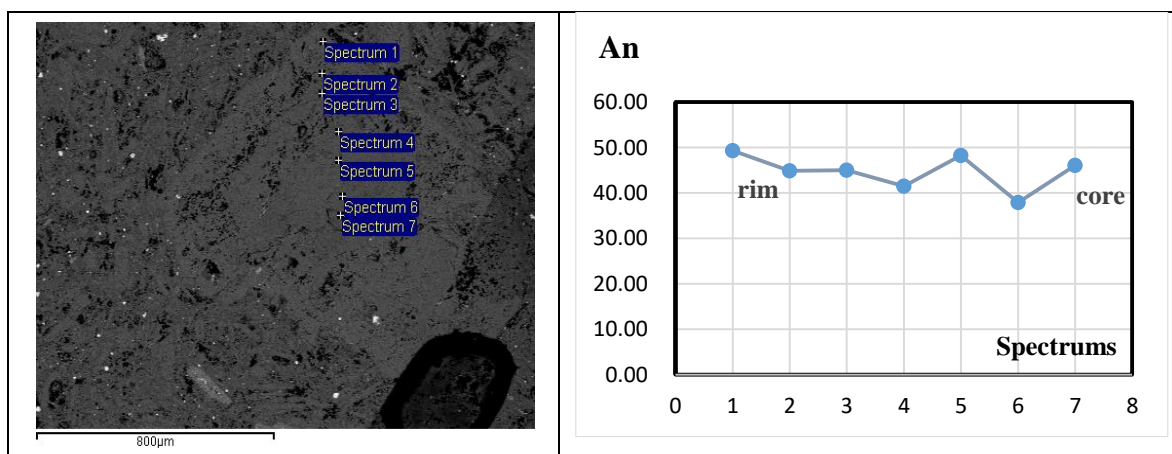 Spectrum 1
Spectrum 2
Spectrum 3
Spectrum 4
Spectrum 5
Spectrum 6
Spectrum 7
800µm
An
60.00
50.00
40.00
30.00
20.00
10.00
0.00
rim
core
Spectrums
0 1 2 3 4 5 6 7 8